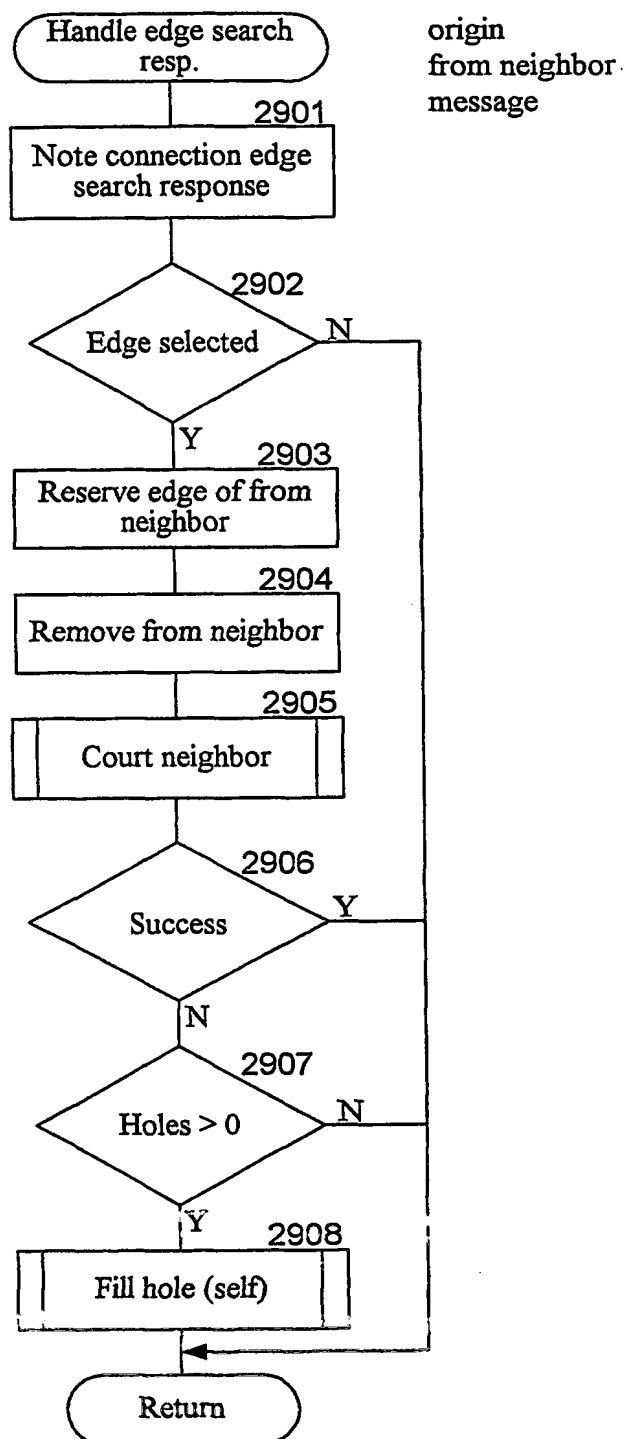 Handle edge search
resp.
origin
from neighbor
message
2901
Note connection edge
search response
2902
Edge selected
N
Y
2903
Reserve edge of from
neighbor
2904
Remove from neighbor
2905
Court neighbor
2906
Success
Y
N
2907
Holes > 0
N
Y
2908
Fill hole (self)
Return